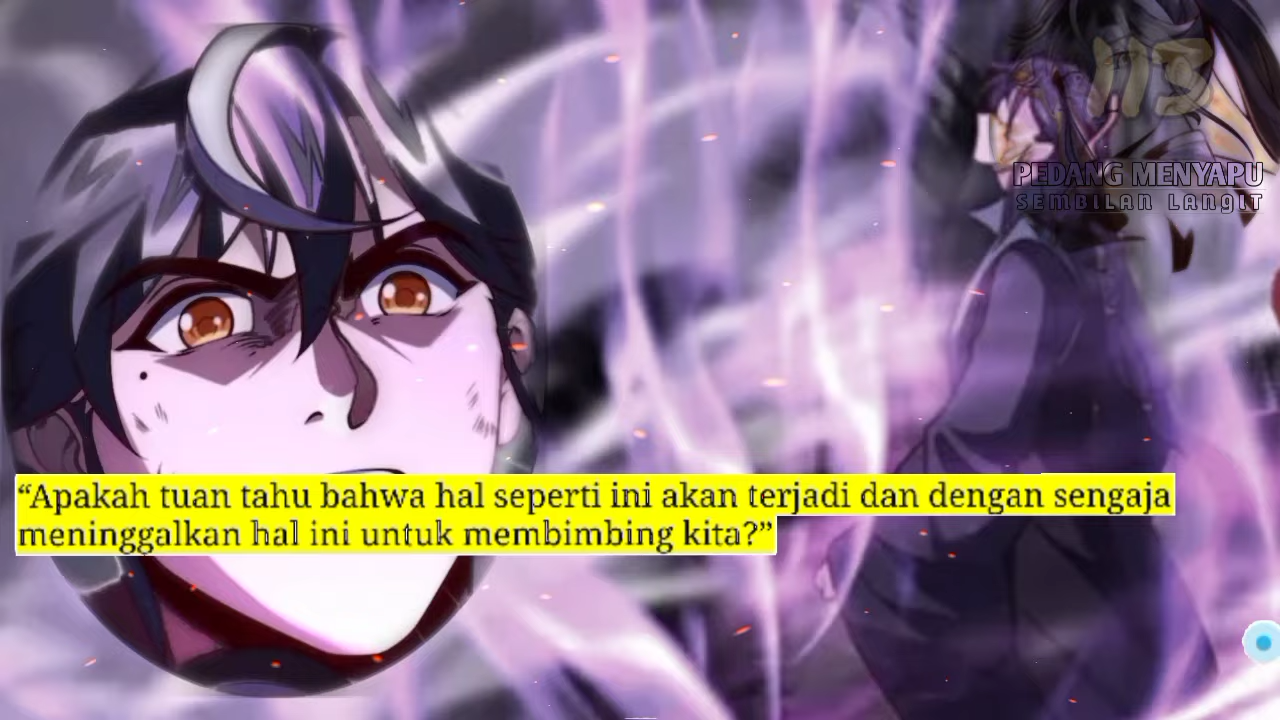 113
PEDANG MENYAPU
SEMBILAN LANGIT
“Apakah tuan tahu bahwa hal seperti ini akan terjadi dan dengan sengaja
meninggalkan hal ini untuk membimbing kita?”